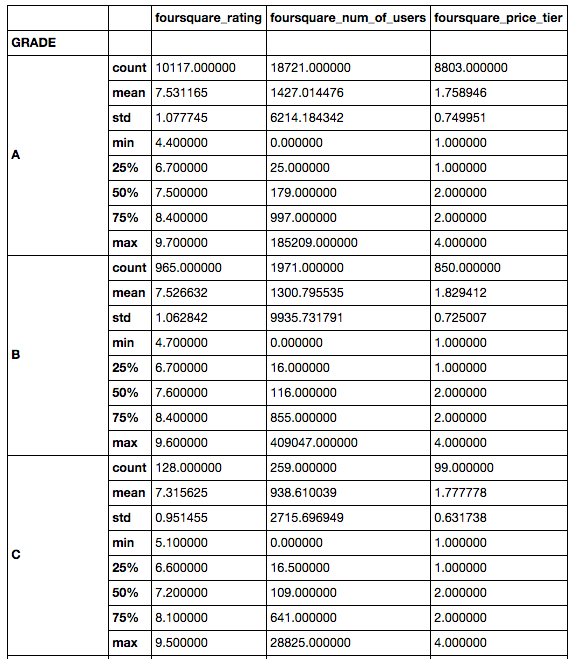 foursquare_rating foursquare_num_of_users foursquare_price_tier
GRADE
A
count 10117.000000 18721.000000 8803.000000
mean 7.531165 1427.014476 1.758946
std 1.077745 6214.184342 0.749951
min 4.400000 0.000000 1.000000
25% 6.700000 25.000000 1.000000
50% 7.500000 179.000000 2.000000
75% 8.400000 997.000000 2.000000
max 9.700000 185209.000000 4.000000
B
count 965.000000 1971.000000 850.000000
mean 7.526632 1300.795535 1.829412
std 1.062842 9935.731791 0.725007
min 4.700000 0.000000 1.000000
25% 6.700000 16.000000 1.000000
50% 7.600000 116.000000 2.000000
75% 8.400000 855.000000 2.000000
max 9.600000 409047.000000 4.000000
C
count 128.000000 259.000000 99.000000
mean 7.315625 938.610039 1.777778
std 0.951455 2715.696949 0.631738
min 5.100000 0.000000 1.000000
25% 6.600000 16.500000 1.000000
50% 7.200000 109.000000 2.000000
75% 8.100000 641.000000 2.000000
max 9.500000 28825.000000 4.000000